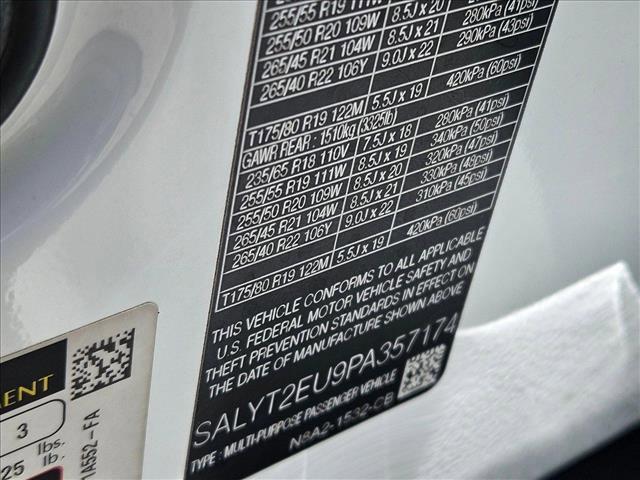 255/55 R19 111W 8.5J x 20
255/50 R20 109W 8.5J x 21 280kPa (41psi)
265/45 R21 104W 9.0J x 22 290kPa (43psi)
265/40 R22 106Y
T175/80 R19 122M 5.5J x 19 420kPa (60psi)
GAWR REAR : 1510kg (3325lb)
235/65 R18 110V 7.5J x 18 280kPa (41psi)
255/55 R19 111W 8.5J x 19 340kPa (50psi)
255/50 R20 109W 8.5J x 20 320kPa (47psi)
265/45 R21 104W 8.5J x 21 330kPa (48psi)
265/40 R22 106Y 9.0J x 22 310kPa (45psi)
T175/80 R19 122M 5.5J x 19 420kPa (60psi)
THIS VEHICLE CONFORMS TO ALL APPLICABLE
U.S. FEDERAL MOTOR VEHICLE SAFETY AND
THEFT PREVENTION STANDARDS IN EFFECT ON
THE DATE OF MANUFACTURE SHOWN ABOVE
SALYT2EU9PA357174
TYPE : MULTI-PURPOSE PASSENGER VEHICLE
N8A2-1532-CB
3
lbs.
25
lb.
1A552-FA